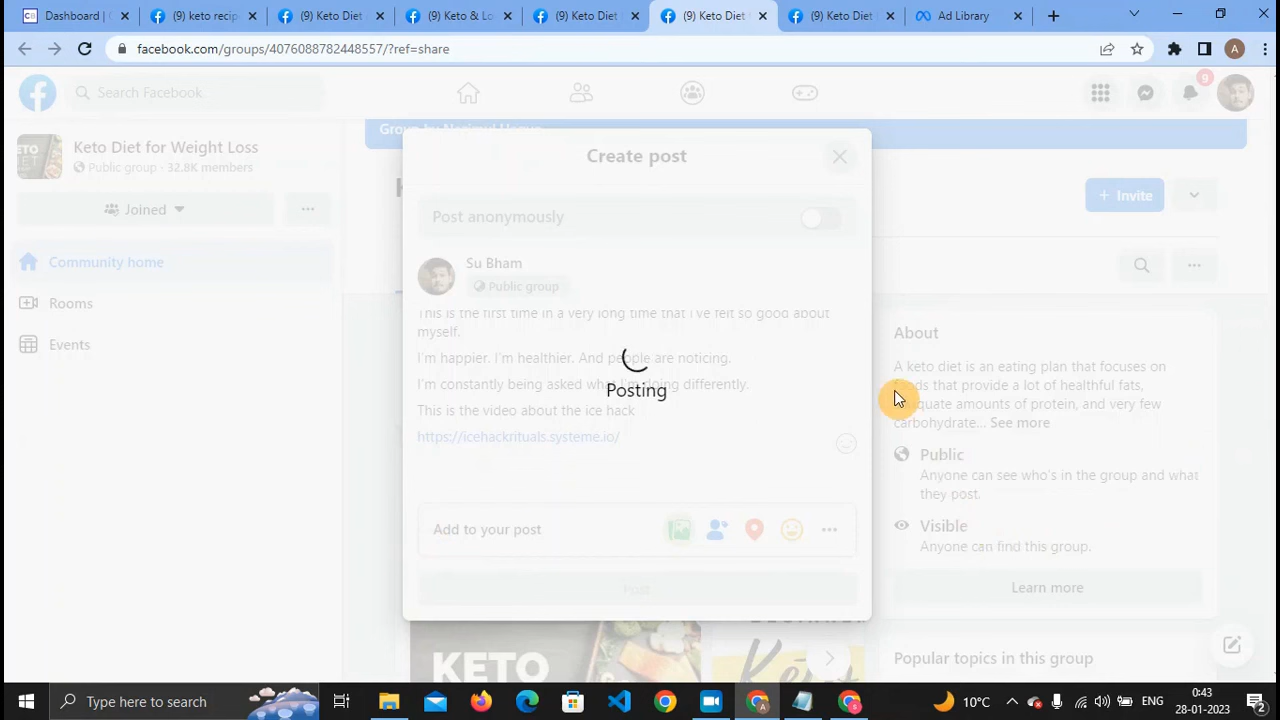 Dashboard | C
(9) keto recip
(9) Keto Diet
(9) Keto & Lo
(9) Keto Diet
(9) Keto Diet
(9) Keto Diet
Ad Library
facebook.com/groups/4076088782448557/?ref=share
Search Facebook
9
Keto Diet for Weight Loss
Public group · 32.8K members
Joined
Community home
Rooms
Events
Invite
Create post
Post anonymously
Su Bham
Public group
This is the first time in a very long time that I've felt so good about
myself.
I'm happier. I'm healthier. And people are noticing.
I'm constantly being asked what I'm doing differently.
Posting
This is the video about the ice hack
https://icehackrituals.systeme.io/
Add to your post
Post
About
A keto diet is an eating plan that focuses on
foods that provide a lot of healthful fats,
adequate amounts of protein, and very few
carbohydrate... See more
Public
Anyone can see who's in the group and what
they post.
Visible
Anyone can find this group.
Learn more
Popular topics in this group
KETO
Keto
Type here to search
10°C
ENG
0:43
28-01-2023
2